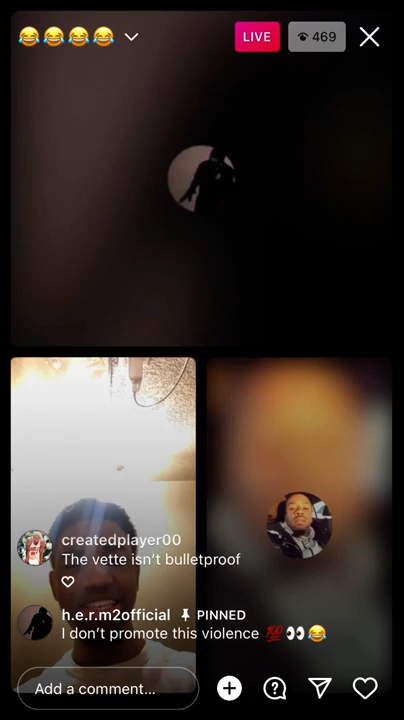 😂😂😂😂
LIVE
469
createdplayer00
The vette isn’t bulletproof
h.e.r.m2official PINNED
I don’t promote this violence 💯👀😂
Add a comment...